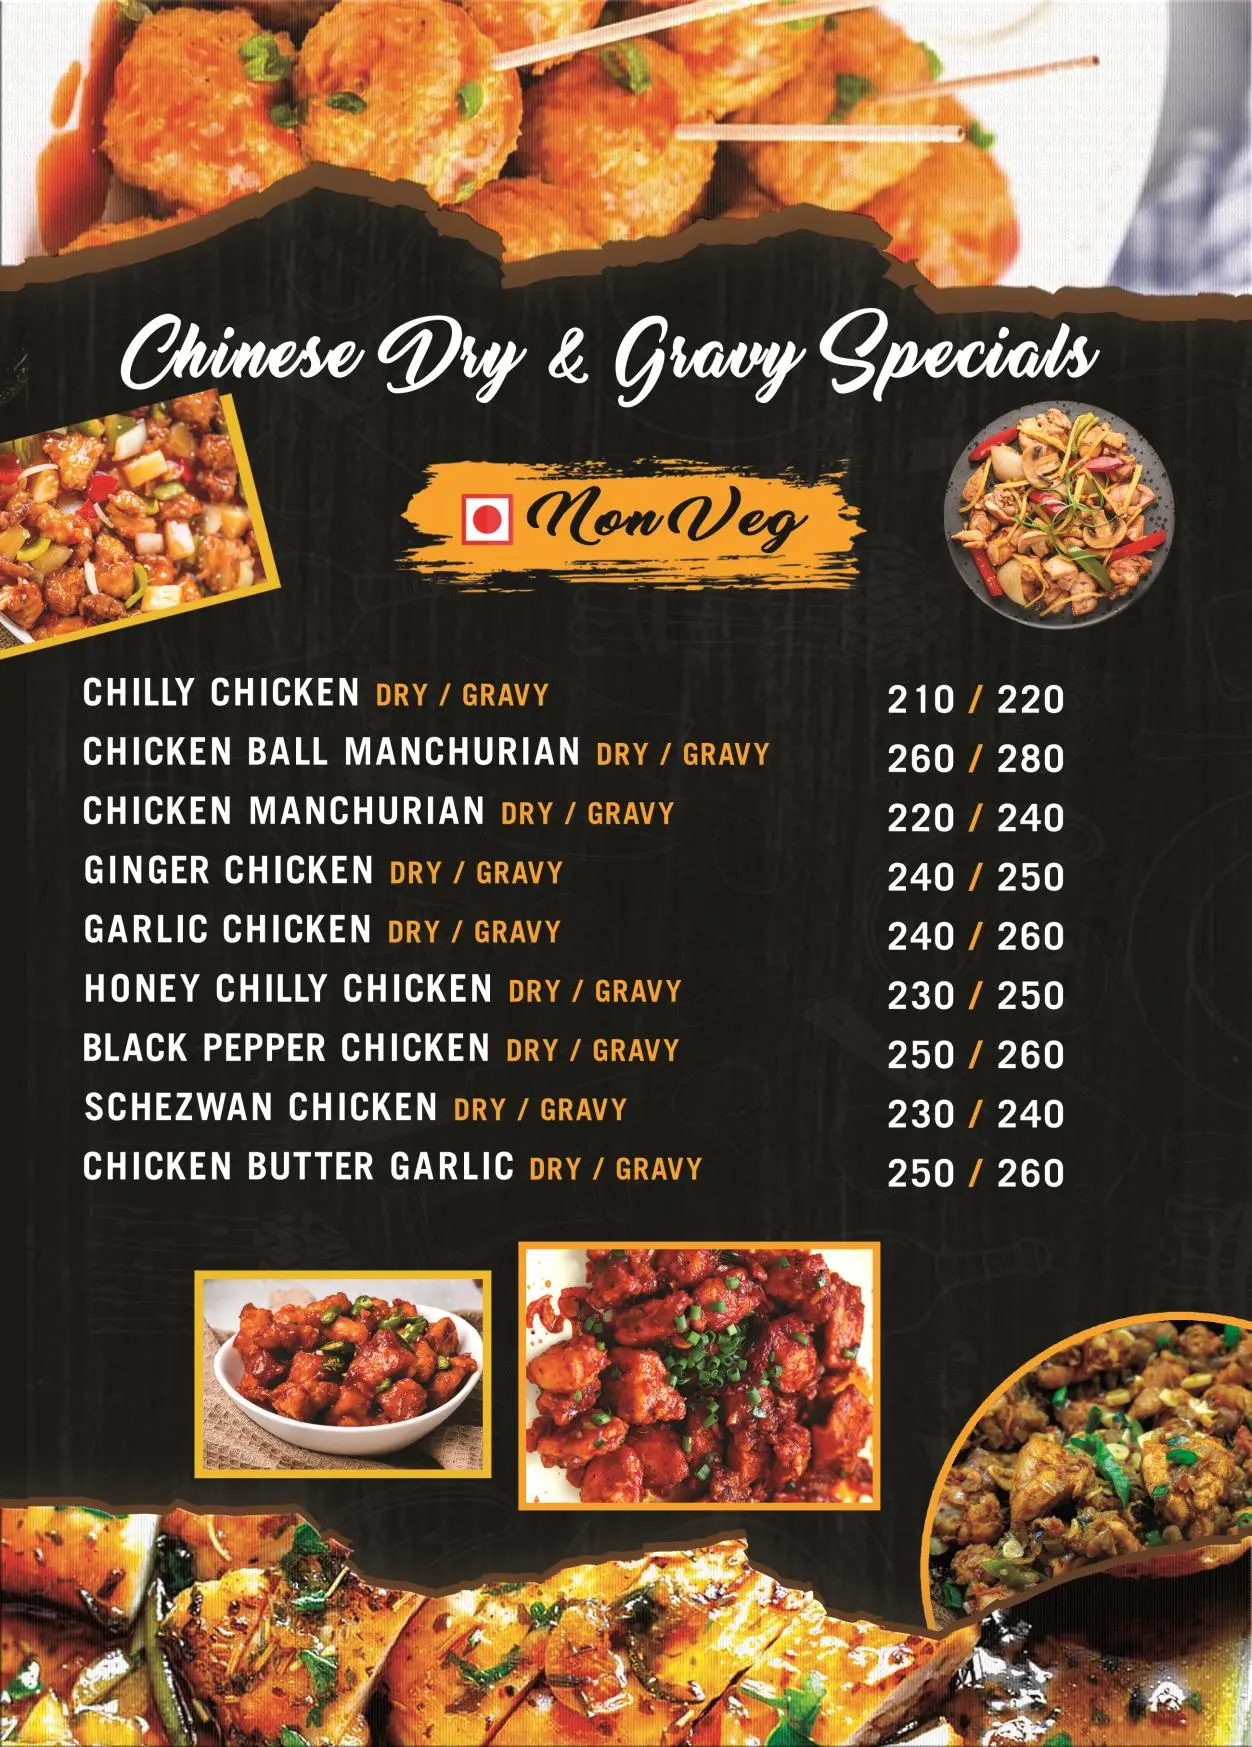 Chinese Dry & Gravy Specials
Non Veg
CHILLY CHICKEN DRY / GRAVY 210 / 220
CHICKEN BALL MANCHURIAN DRY / GRAVY 260 / 280
CHICKEN MANCHURIAN DRY / GRAVY 220 / 240
GINGER CHICKEN DRY / GRAVY 240 / 250
GARLIC CHICKEN DRY / GRAVY 240 / 260
HONEY CHILLY CHICKEN DRY / GRAVY 230 / 250
BLACK PEPPER CHICKEN DRY / GRAVY 250 / 260
SCHEZWAN CHICKEN DRY / GRAVY 230 / 240
CHICKEN BUTTER GARLIC DRY / GRAVY 250 / 260